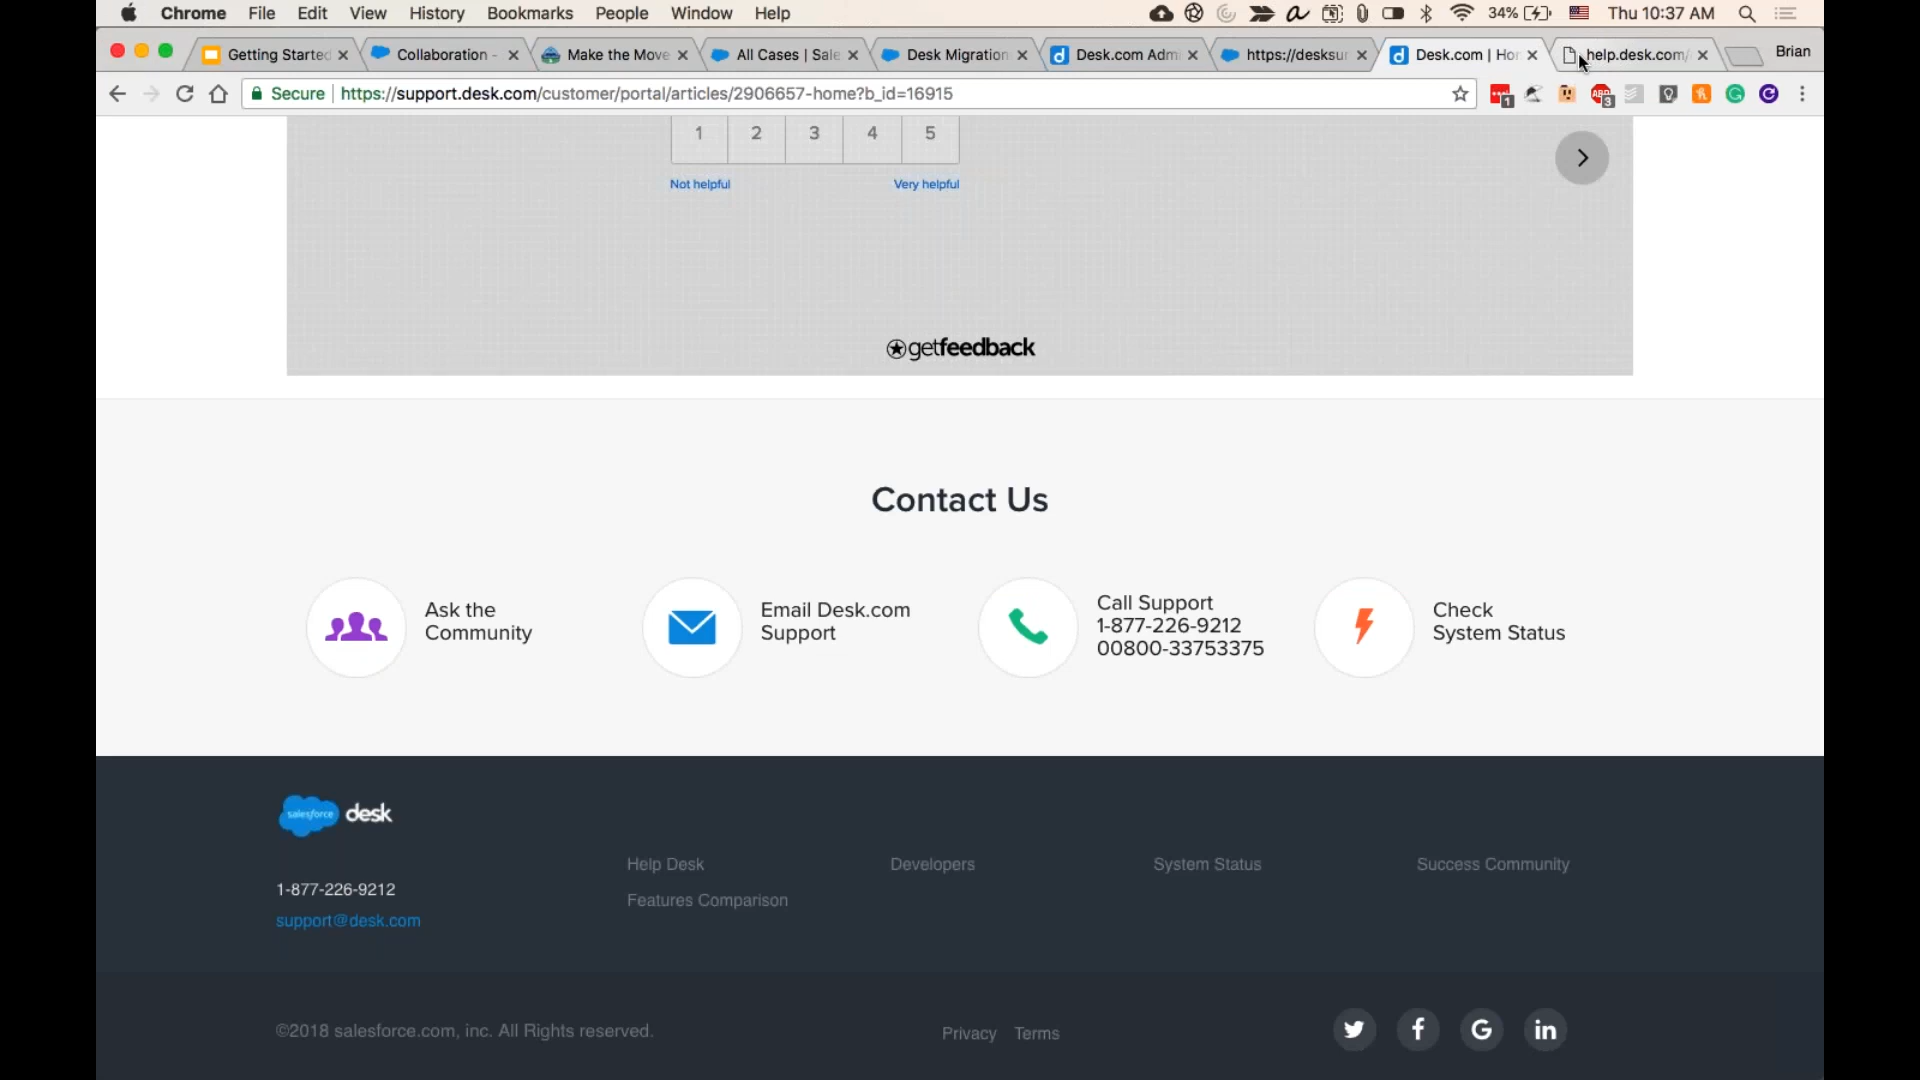 Chrome File Edit View History Bookmarks People Window Help 34% Thu 10:37 AM
Getting Started Collaboration - Make the Move All Cases | Sale Desk Migration Desk.com Admi https://desksu Desk.com | Hor help.desk.com/ Brian
Secure https://support.desk.com/customer/portal/articles/2906657-home?b_id=16915
1 2 3 4 5
Not helpful Very helpful
getfeedback
Contact Us
Ask the
Community
Email Desk.com
Support
Call Support
1-877-226-9212
00800-33753375
Check
System Status
salesforce desk
Help Desk Developers System Status Success Community
1-877-226-9212
Features Comparison
support@desk.com
©2018 salesforce.com, inc. All Rights reserved.
Privacy Terms